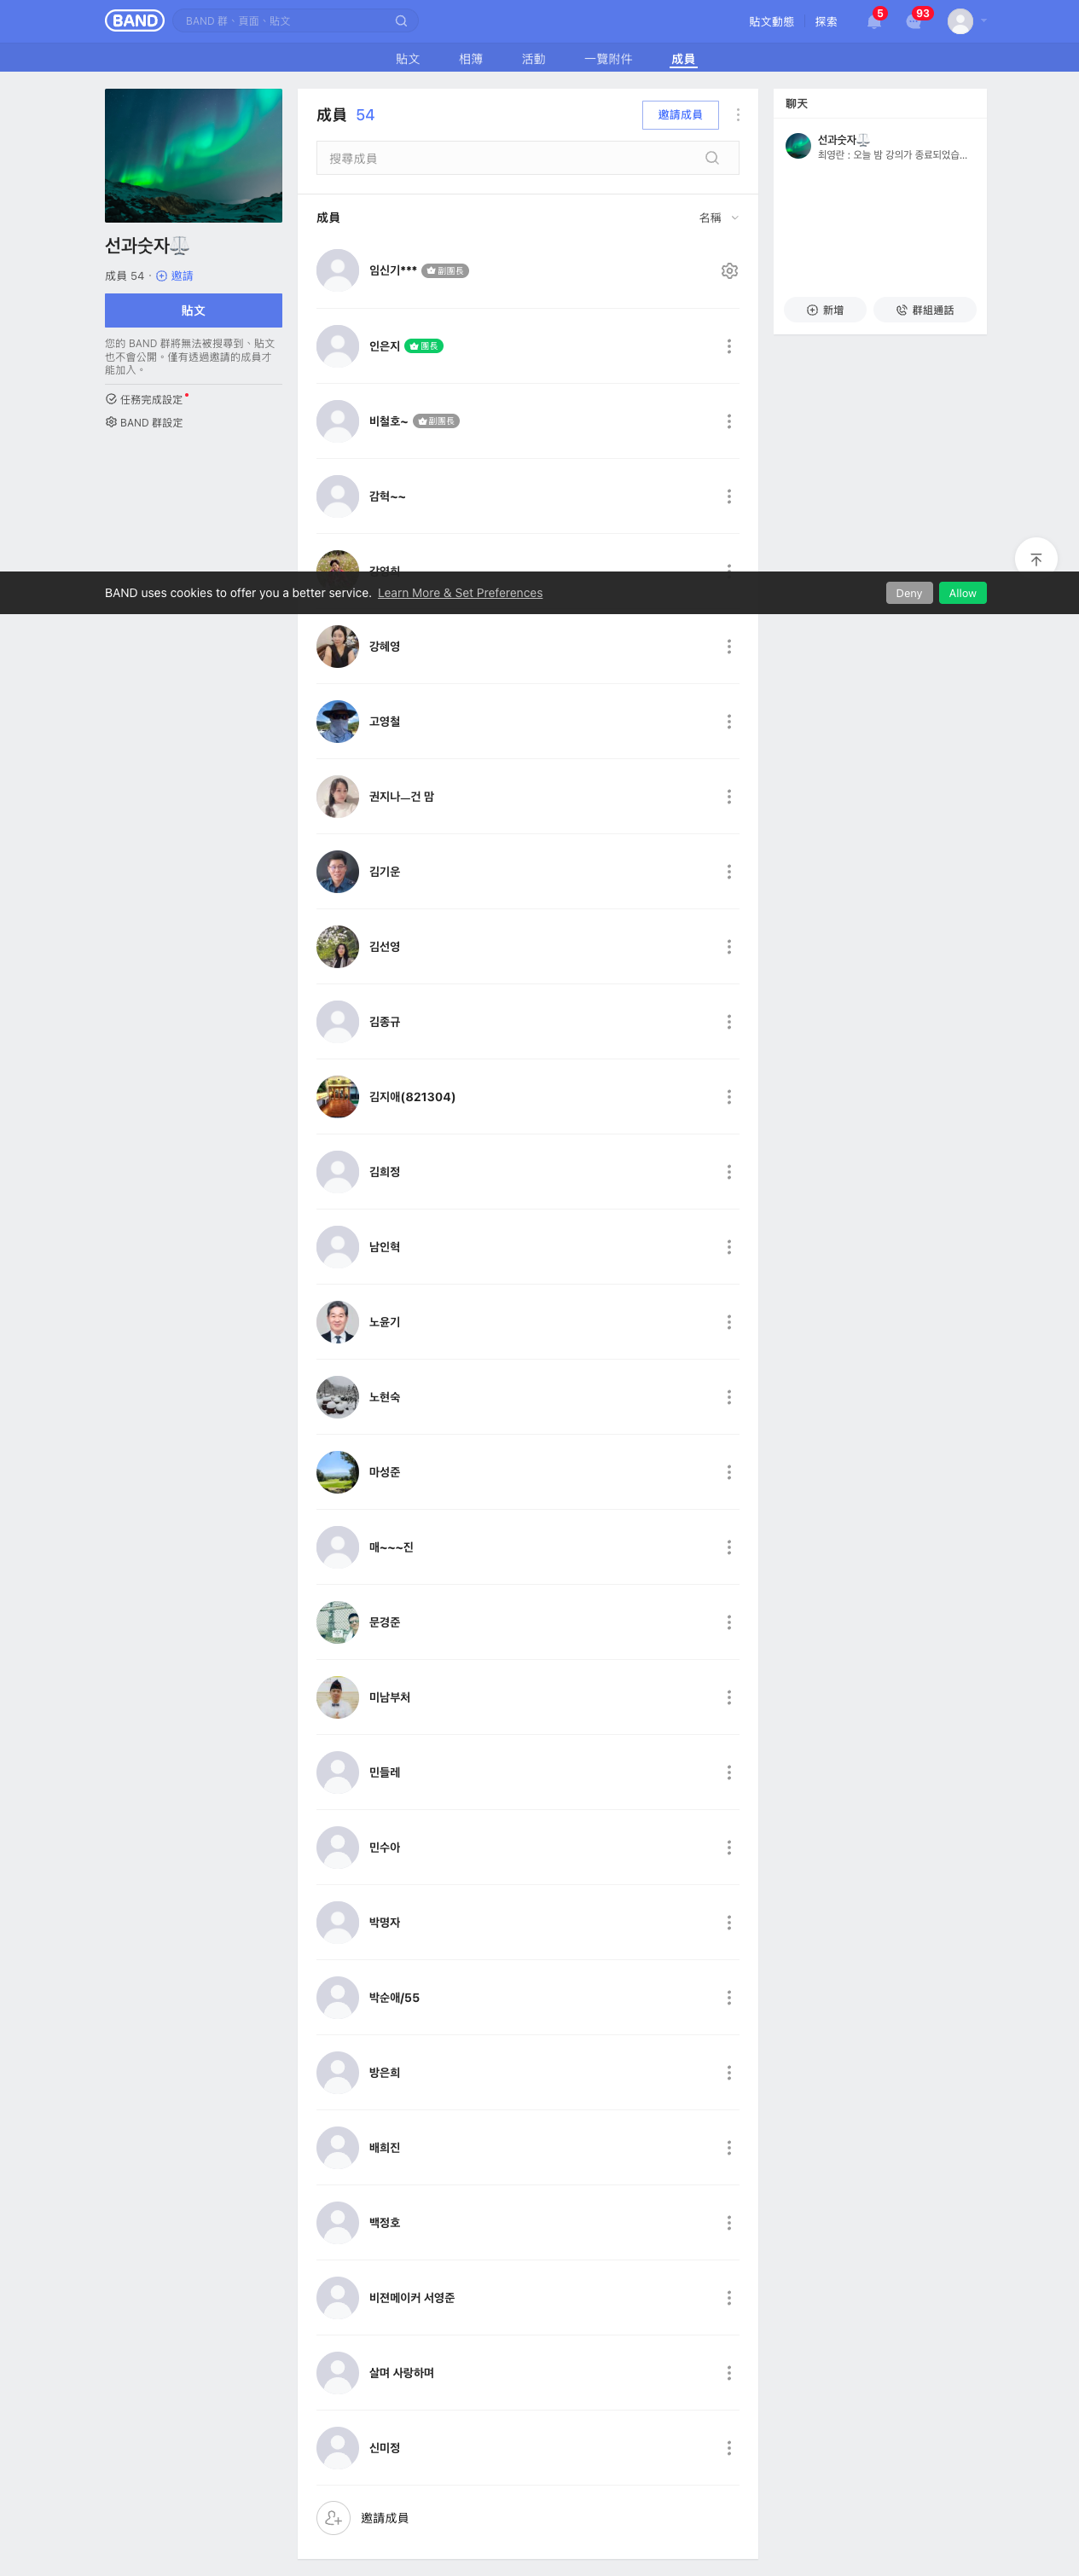 BAND
BAND 群、頁面、貼文
貼文動態
探索
5
93
貼文
相簿
活動
一覽附件
成員
선과숫자⚖️
成員 54 · 邀請
貼文
您的 BAND 群將無法被搜尋到、貼文
也不會公開。僅有透過邀請的成員才
能加入。
任務完成設定
BAND 群設定
成員 54
邀請成員
搜尋成員
成員
名稱
임신기*** 副團長
인은지 團長
비철호~ 副團長
감혁~~
강영희
BAND uses cookies to offer you a better service. Learn More & Set Preferences
Deny
Allow
강혜영
고영철
권지나ㅡ건 맘
김기운
김선영
김종규
김지애(821304)
김희정
남인혁
노윤기
노현숙
마성준
매~~~진
문경준
미남부처
민들레
민수아
박명자
박순애/55
방은희
배희진
백정호
비젼메이커 서영준
살며 사랑하며
신미정
邀請成員
聊天
선과숫자⚖️
최영란 : 오늘 밤 강의가 종료되었습...
新增
群組通話